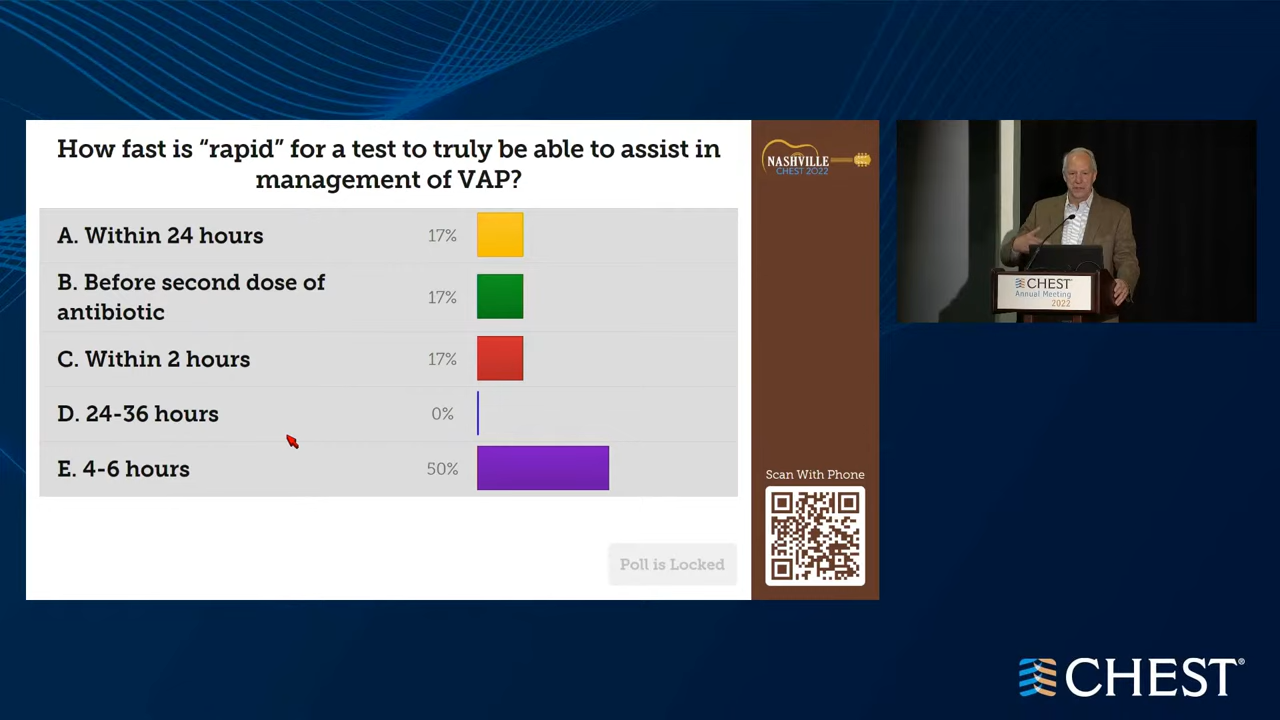 How fast is “rapid” for a test to truly be able to assist in
management of VAP?
A. Within 24 hours
17%
B. Before second dose of
antibiotic
17%
C. Within 2 hours
17%
D. 24-36 hours
0%
E. 4-6 hours
50%
Poll is Locked
NASHVILLE
CHEST 2022
Scan With Phone
CHEST
Annual Meeting
2022
CHEST®